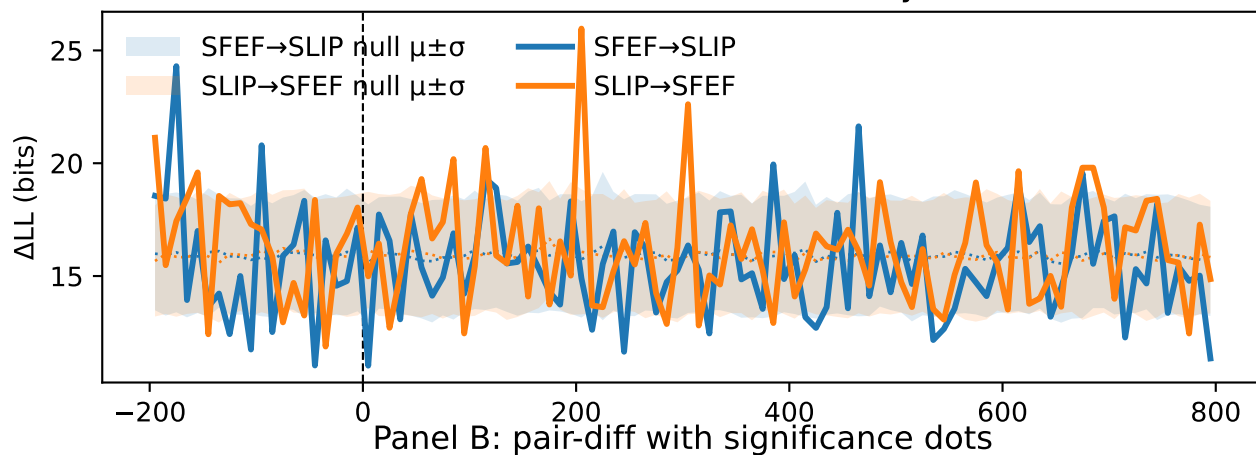 25
20
15
ΔLL (bits)
SFEF→SLIP null μ±σ
SLIP→SFEF null μ±σ
SFEF→SLIP
SLIP→SFEF
−200 0 200 400 600 800
Panel B: pair-diff with significance dots